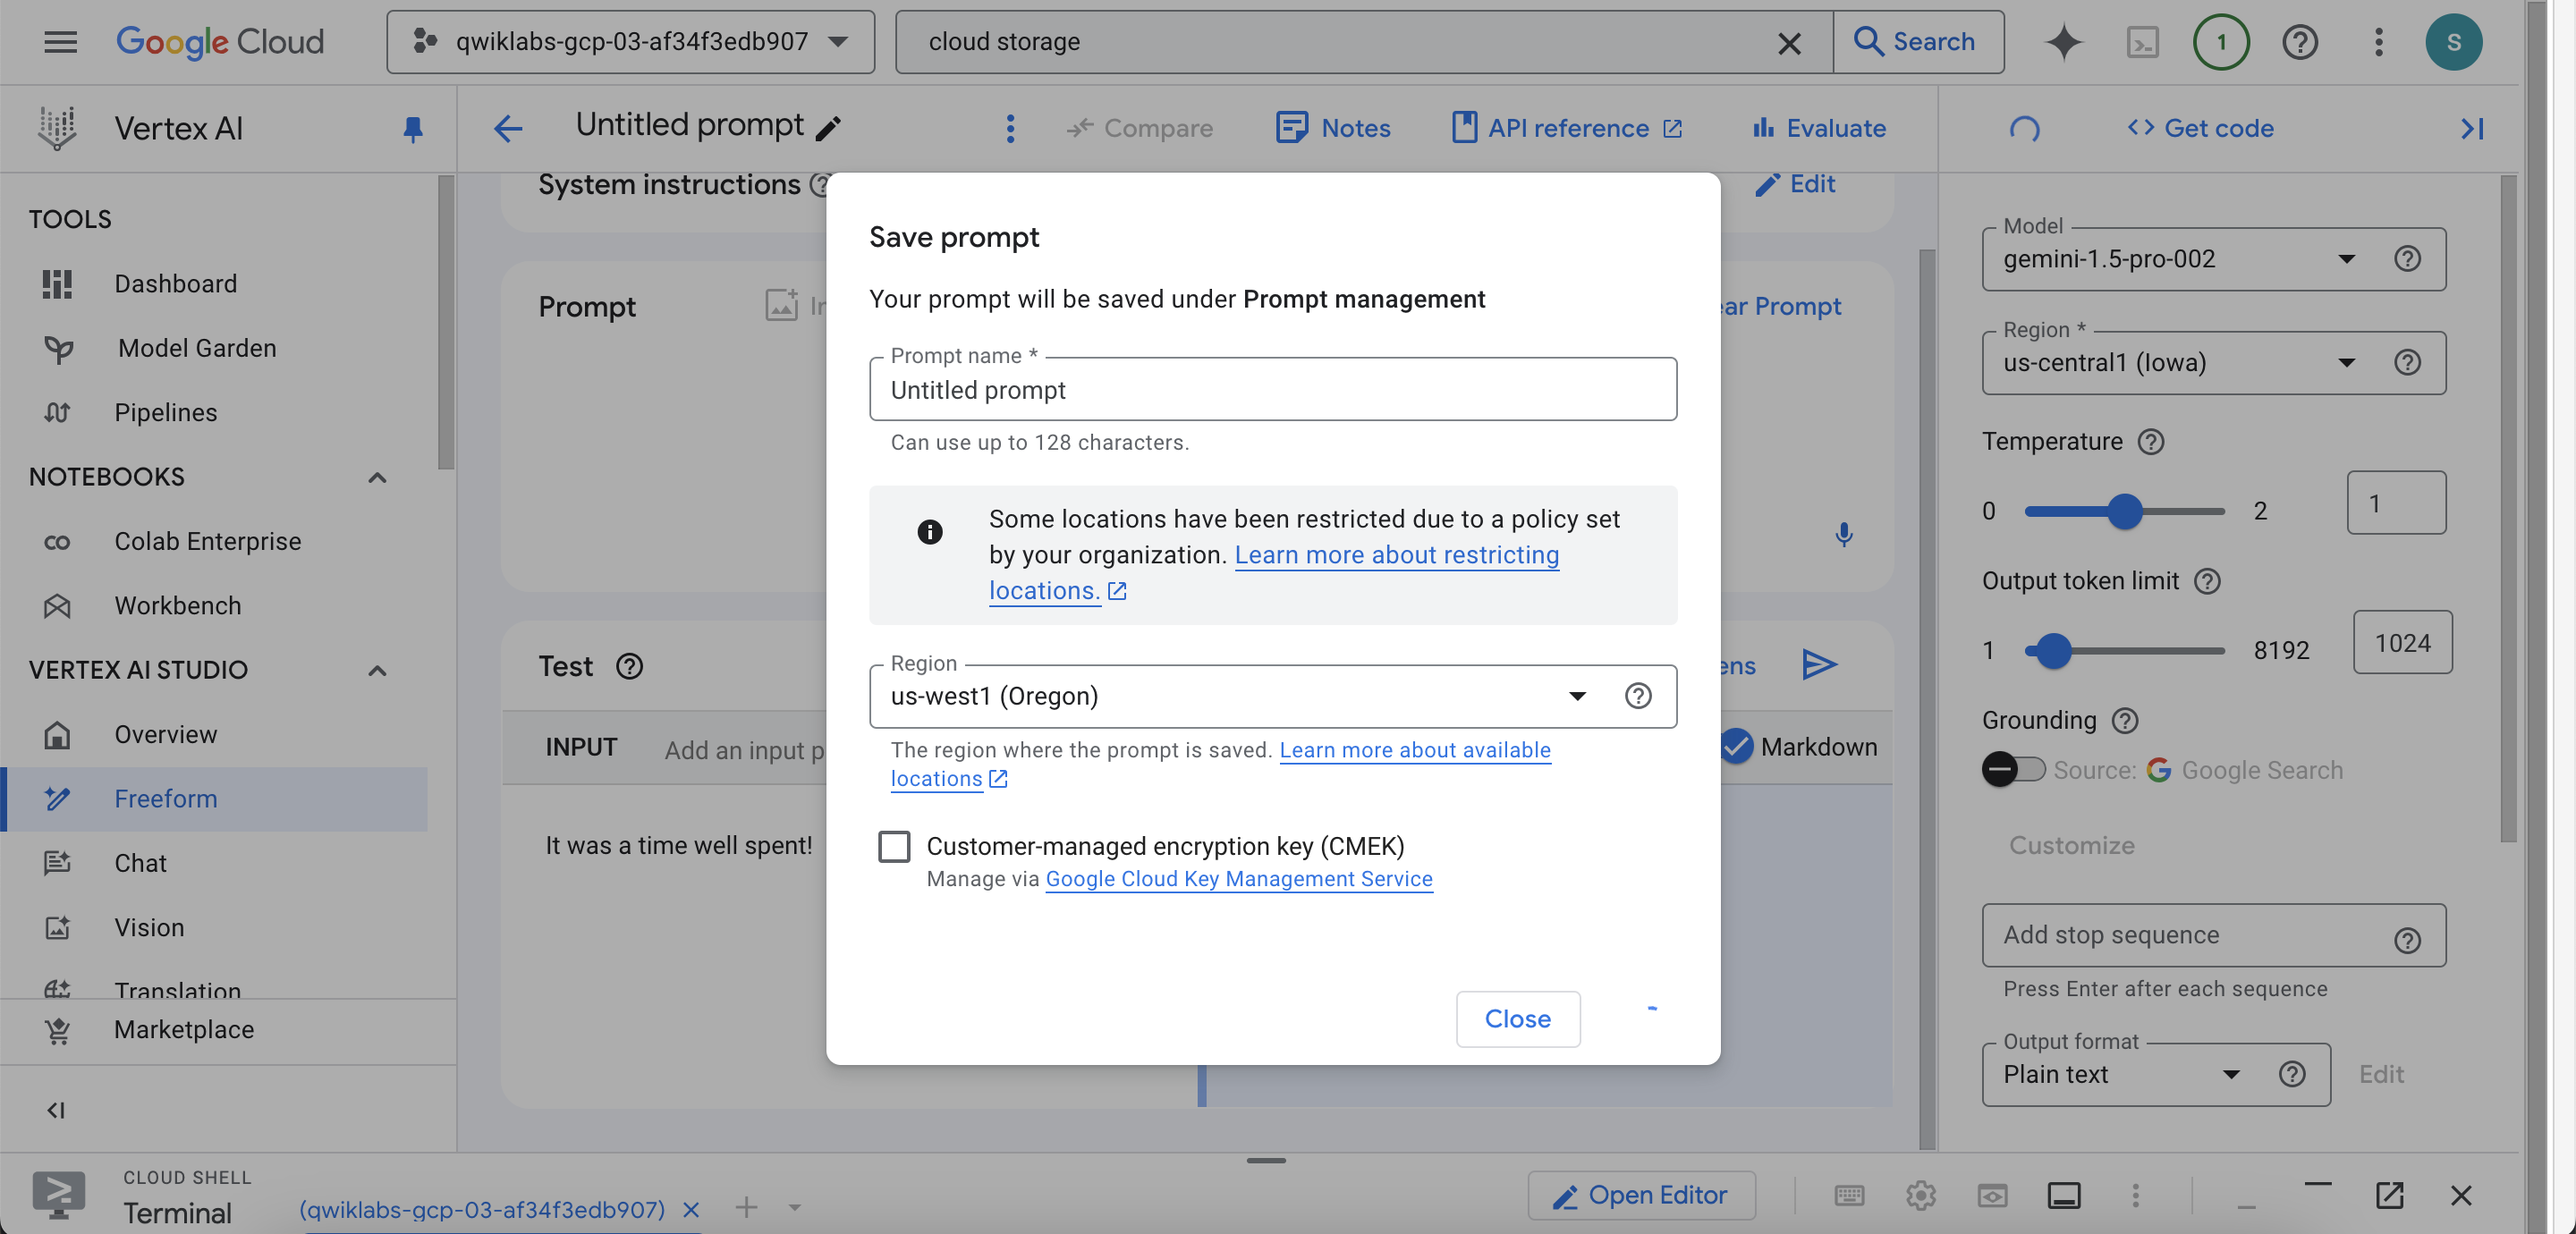 Google Cloud
qwiklabs-gcp-03-af34f3edb907
cloud storage
Search
1
S
Vertex AI
Untitled prompt
Compare
Notes
API reference
Evaluate
Get code
TOOLS
Dashboard
Model Garden
Pipelines
NOTEBOOKS
Colab Enterprise
Workbench
VERTEX AI STUDIO
Overview
Freeform
Chat
Vision
Translation
Marketplace
System instructions
Edit
Prompt
ar Prompt
Test
ens
INPUT
Add an input p
Markdown
It was a time well spent!
Save prompt
Your prompt will be saved under Prompt management
Prompt name *
Untitled prompt
Can use up to 128 characters.
Some locations have been restricted due to a policy set
by your organization. Learn more about restricting
locations.
Region
us-west1 (Oregon)
The region where the prompt is saved. Learn more about available
locations
Customer-managed encryption key (CMEK)
Manage via Google Cloud Key Management Service
Close
Model
gemini-1.5-pro-002
Region *
us-central1 (Iowa)
Temperature
0 2 1
Output token limit
1 8192 1024
Grounding
Source: Google Search
Customize
Add stop sequence
Press Enter after each sequence
Output format
Plain text
Edit
CLOUD SHELL
Terminal
(qwiklabs-gcp-03-af34f3edb907)
Open Editor